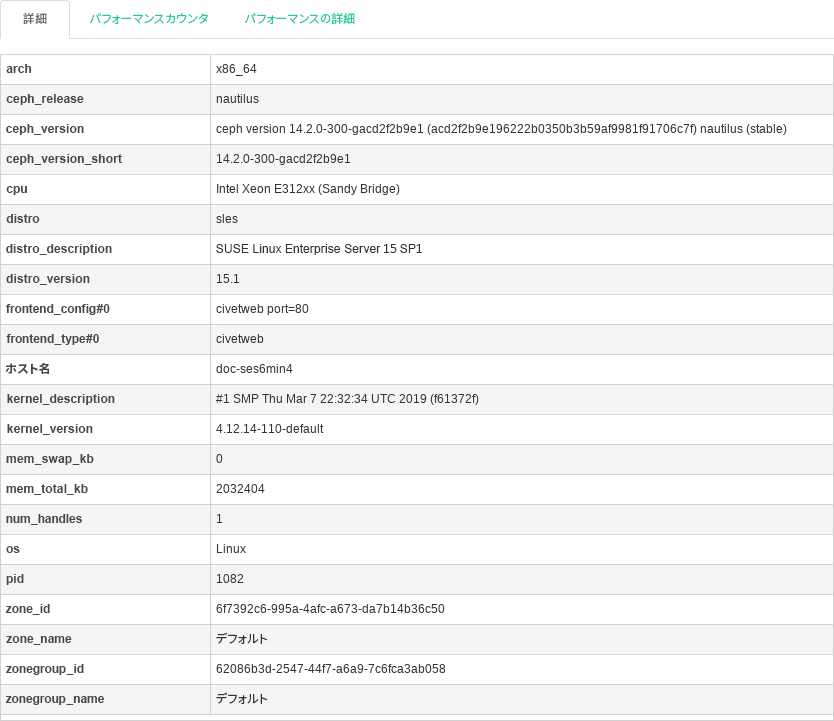 詳細 パフォーマンスカウンタ パフォーマンスの詳細
arch x86_64
ceph_release nautilus
ceph_version ceph version 14.2.0-300-gacd2f2b9e1 (acd2f2b9e196222b0350b3b59af9981f91706c7f) nautilus (stable)
ceph_version_short 14.2.0-300-gacd2f2b9e1
cpu Intel Xeon E312xx (Sandy Bridge)
distro sles
distro_description SUSE Linux Enterprise Server 15 SP1
distro_version 15.1
frontend_config#0 civetweb port=80
frontend_type#0 civetweb
ホスト名 doc-ses6min4
kernel_description #1 SMP Thu Mar 7 22:32:34 UTC 2019 (f61372f)
kernel_version 4.12.14-110-default
mem_swap_kb 0
mem_total_kb 2032404
num_handles 1
os Linux
pid 1082
zone_id 6f7392c6-995a-4afc-a673-da7b14b36c50
zone_name デフォルト
zonegroup_id 62086b3d-2547-44f7-a6a9-7c6fca3ab058
zonegroup_name デフォルト